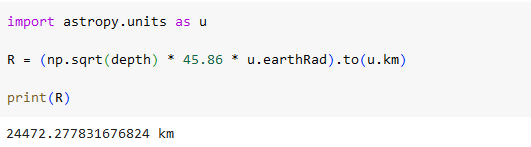 import astropy.units as u
R = (np.sqrt(depth) * 45.86 * u.earthRad).to(u.km)
print(R)
24472.277831676824 km